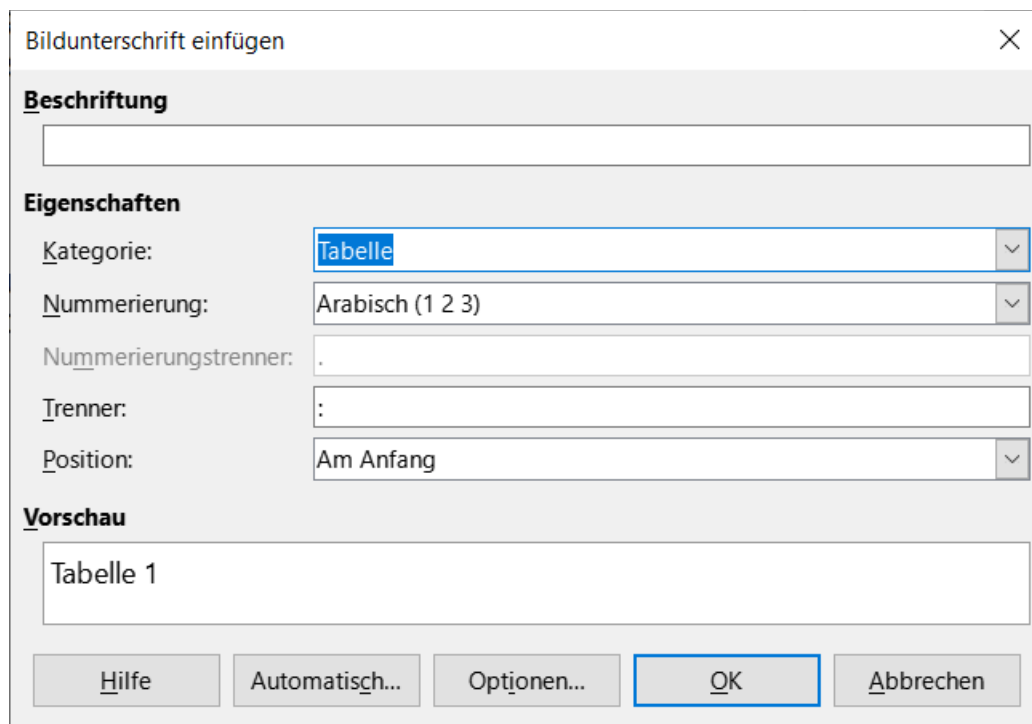 Bildunterschrift einfügen
Beschriftung
Eigenschaften
Kategorie: Tabelle
Nummerierung: Arabisch (1 2 3)
Nummerierungstrenner: .
Trenner: :
Position: Am Anfang
Vorschau
Tabelle 1
Hilfe Automatisch... Optionen... OK Abbrechen